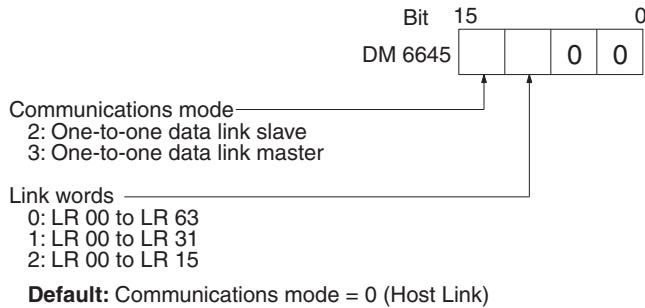 Bit 15 0
DM 6645 0 0
Communications mode
2: One-to-one data link slave
3: One-to-one data link master
Link words
0: LR 00 to LR 63
1: LR 00 to LR 31
2: LR 00 to LR 15
Default: Communications mode = 0 (Host Link)